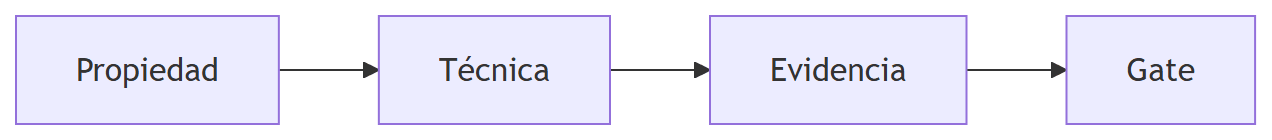 Propiedad
Técnica
Evidencia
Gate